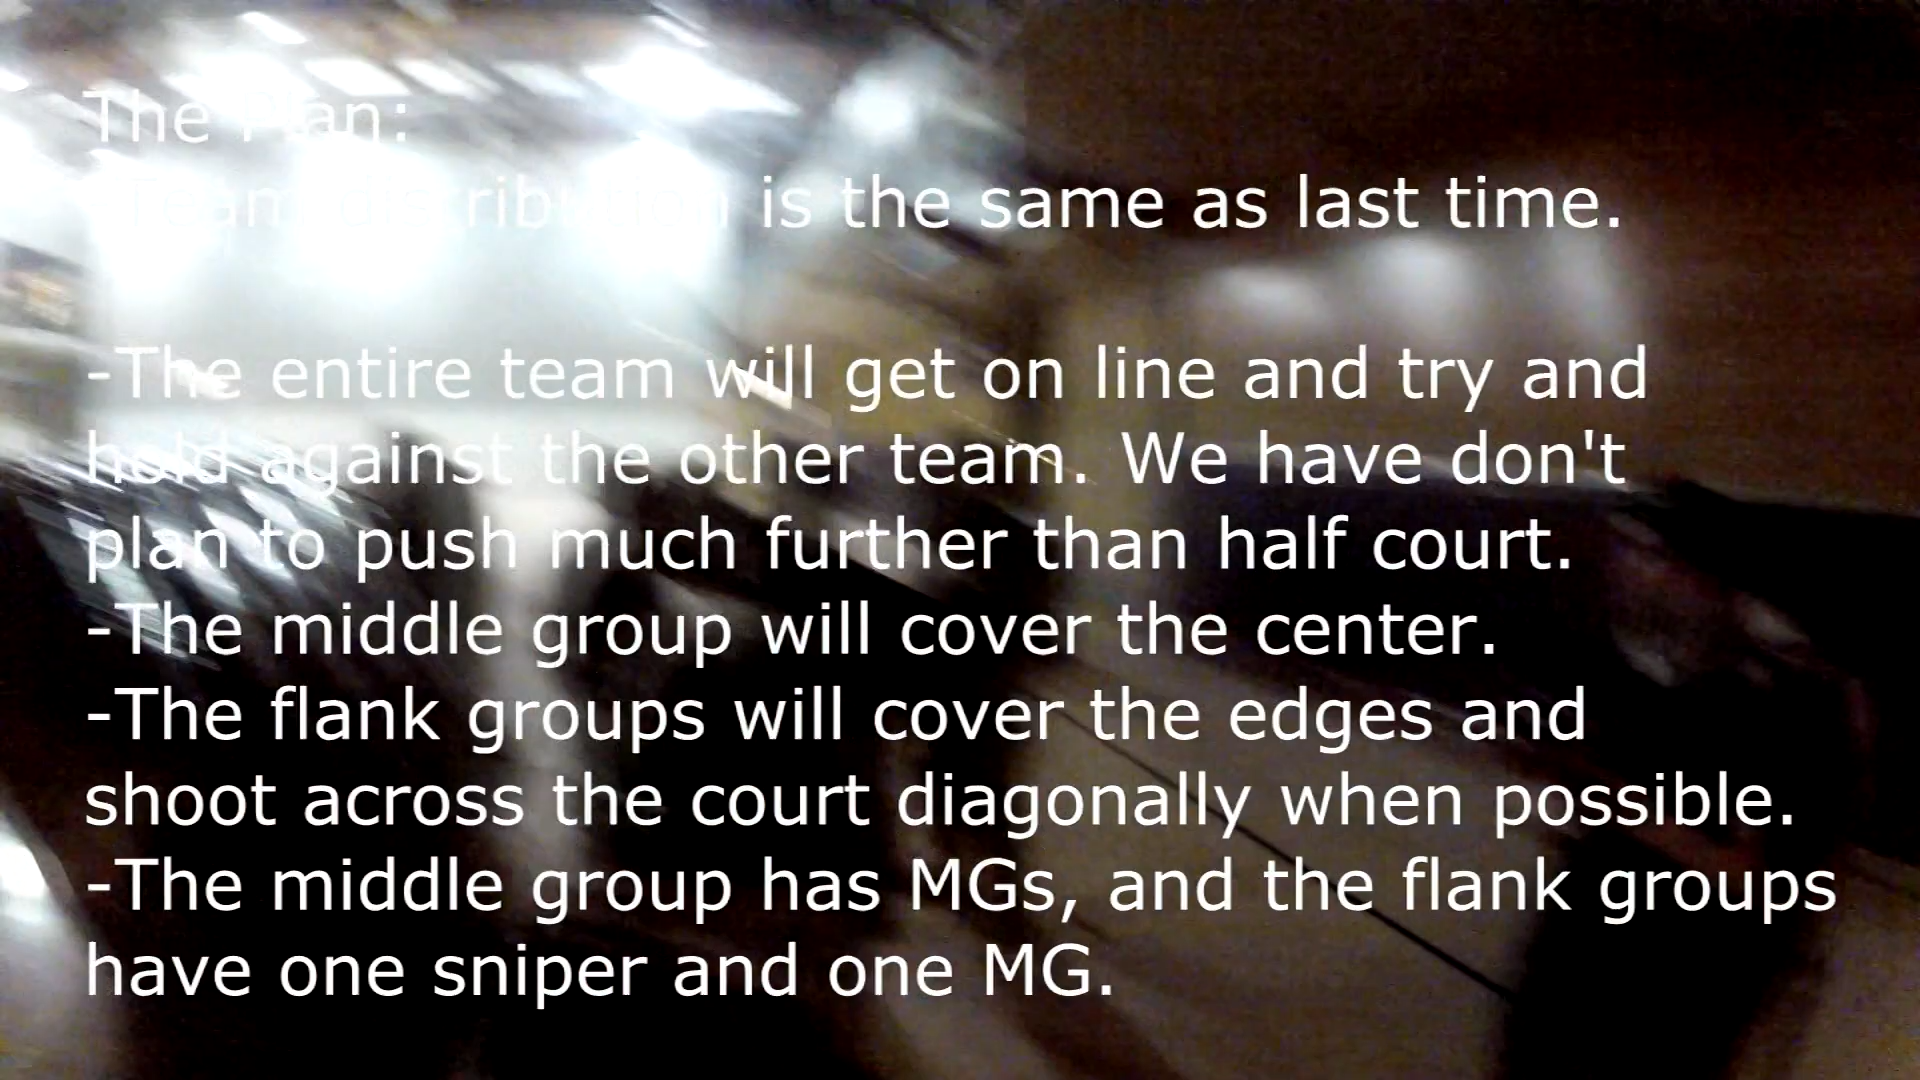 The Plan:
-Team distribution is the same as last time.
-The entire team will get on line and try and
hold against the other team. We have don't
plan to push much further than half court.
-The middle group will cover the center.
-The flank groups will cover the edges and
shoot across the court diagonally when possible.
-The middle group has MGs, and the flank groups
have one sniper and one MG.